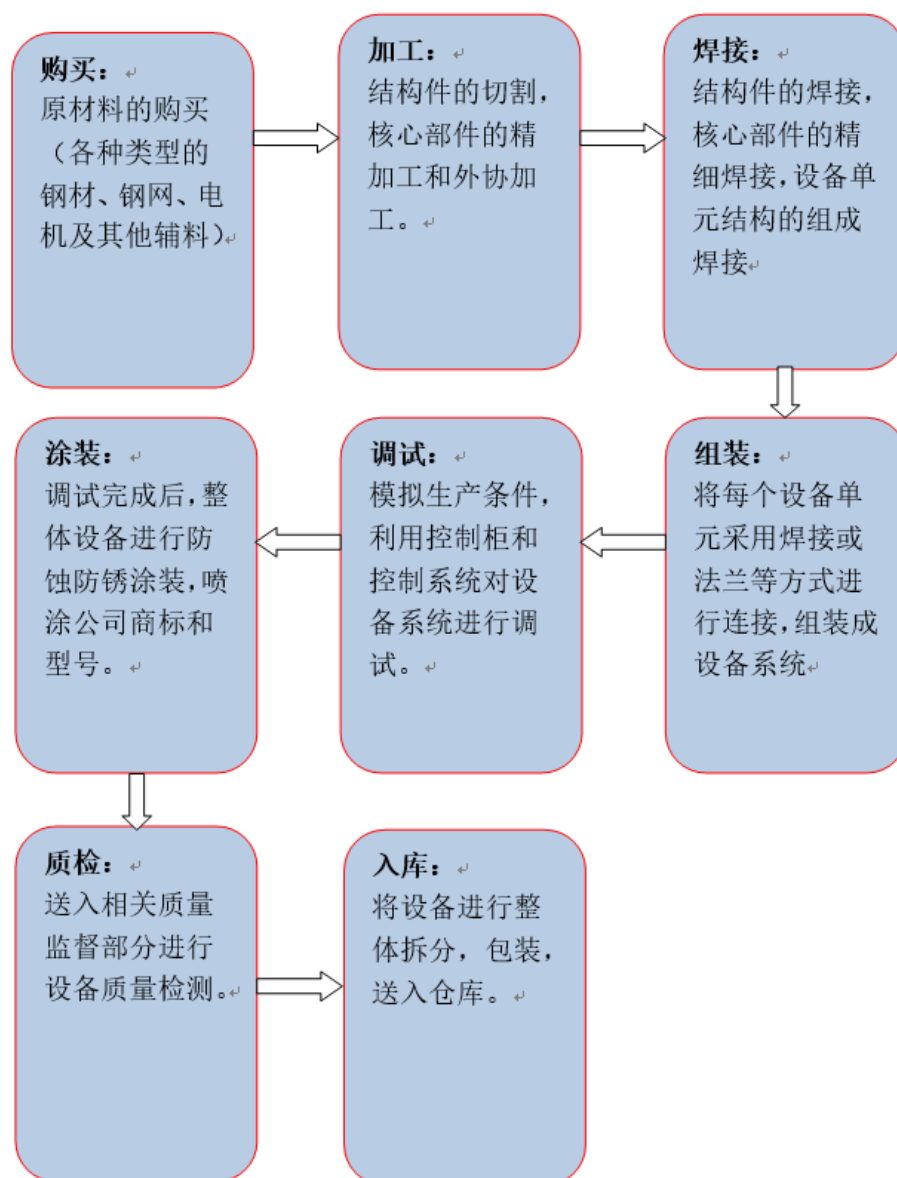 购买：
原材料的购买
（各种类型的
钢材、钢网、电
机及其他辅料）
加工：
结构件的切割，
核心部件的精
加工和外协加
工。
焊接：
结构件的焊接，
核心部件的精
细焊接，设备单
元结构的组成
焊接
组装：
将每个设备单
元采用焊接或
法兰等方式进
行连接，组装成
设备系统
调试：
模拟生产条件，
利用控制柜和
控制系统对设
备系统进行调
试。
涂装：
调试完成后，整
体设备进行防
蚀防锈涂装，喷
涂公司商标和
型号。
质检：
送入相关质量
监督部分进行
设备质量检测。
入库：
将设备进行整
体拆分，包装，
送入仓库。